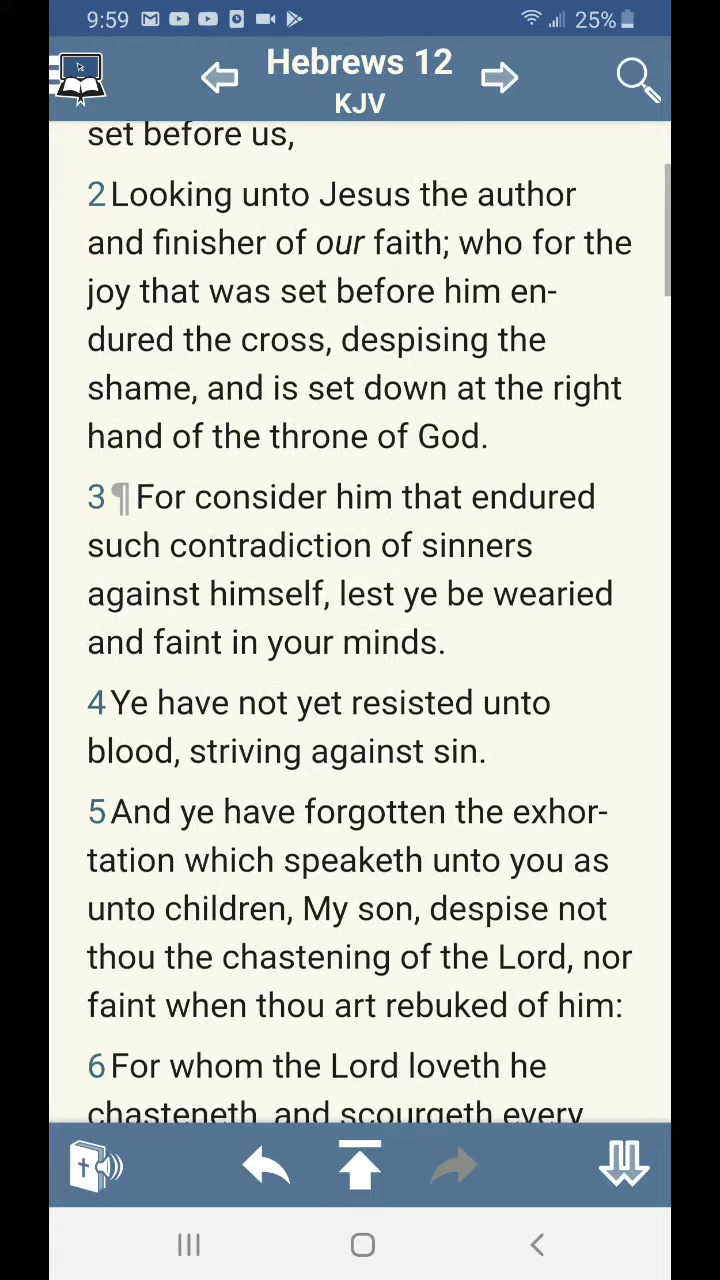 9:59
25%
Hebrews 12
KJV
set before us,
2 Looking unto Jesus the author
and finisher of our faith; who for the
joy that was set before him en-
dured the cross, despising the
shame, and is set down at the right
hand of the throne of God.
3 ¶ For consider him that endured
such contradiction of sinners
against himself, lest ye be wearied
and faint in your minds.
4 Ye have not yet resisted unto
blood, striving against sin.
5 And ye have forgotten the exhor-
tation which speaketh unto you as
unto children, My son, despise not
thou the chastening of the Lord, nor
faint when thou art rebuked of him:
6 For whom the Lord loveth he
chasteneth, and scourgeth every